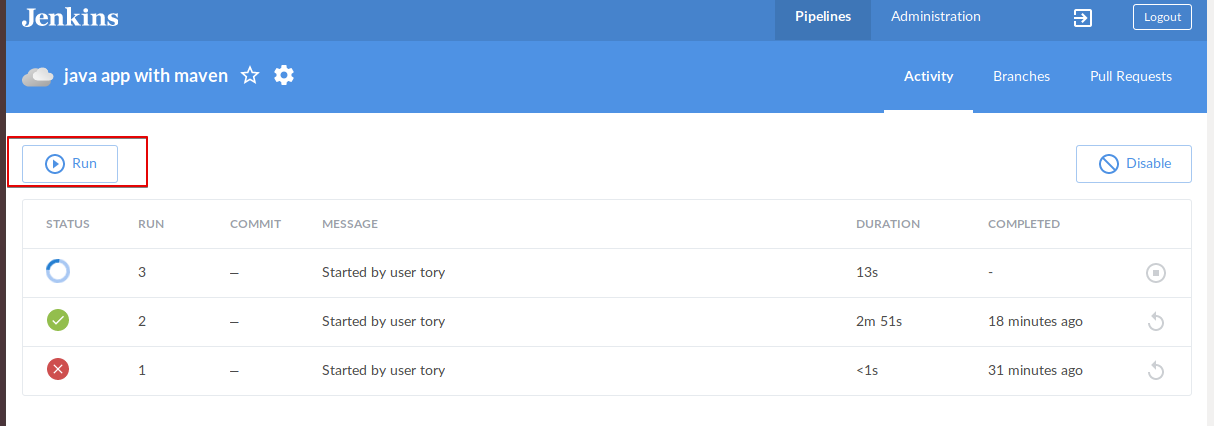 Jenkins Pipelines Administration Logout
java app with maven Activity Branches Pull Requests
Run Disable
STATUS RUN COMMIT MESSAGE DURATION COMPLETED
3 — Started by user tory 13s -
2 — Started by user tory 2m 51s 18 minutes ago
1 — Started by user tory <1s 31 minutes ago